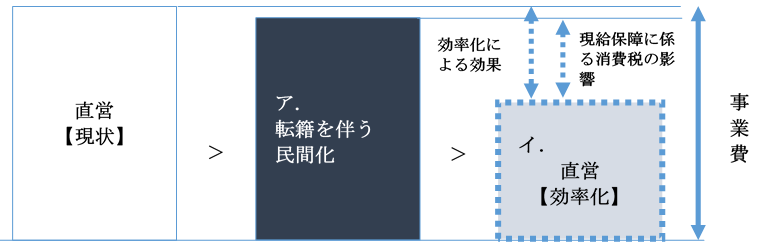 直営
【現状】
>
ア.
転籍を伴う
民間化
>
効率化に
よる効果
現給保障に係
る消費税の影
響
イ.
直営
【効率化】
事
業
費